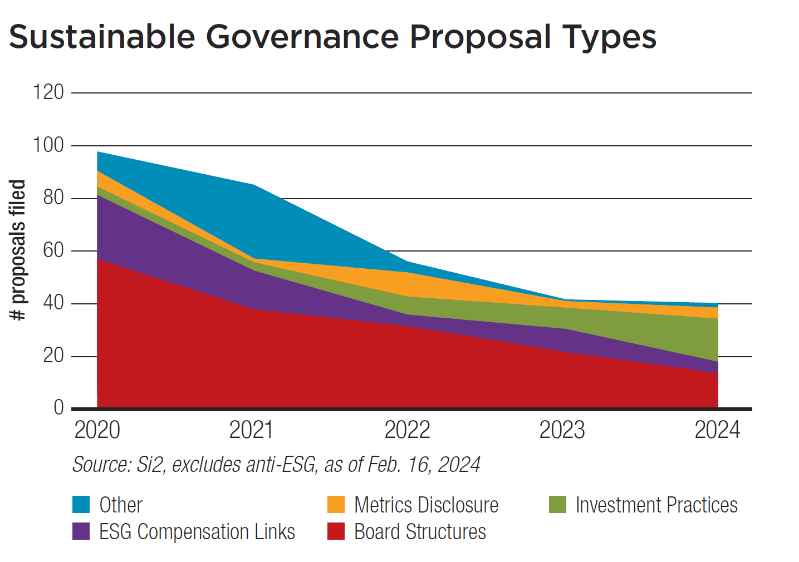 Sustainable Governance Proposal Types
# proposals filed
120
100
80
60
40
20
0
2020 2021 2022 2023 2024
Source: Si2, excludes anti-ESG, as of Feb. 16, 2024
Other Metrics Disclosure Investment Practices
ESG Compensation Links Board Structures